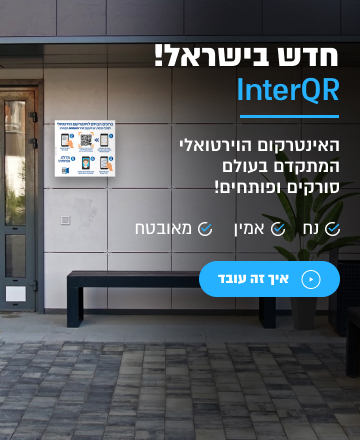 חדש בישראל!
InterQR
האינטרקום הוירטואלי
המתקדם בעולם
סורקים ופותחים!
נח
אמין
מאובטח
איך זה עובד